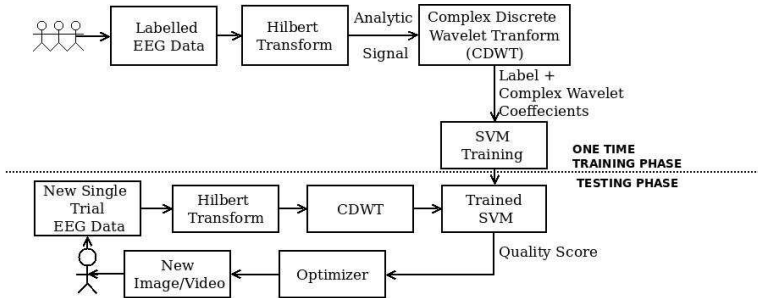 Labelled
EEG Data
Hilbert
Transform
Analytic
Signal
Complex Discrete
Wavelet Tranform
(CDWT)
Label +
Complex Wavelet
Coeffecients
SVM
Training
ONE TIME
TRAINING PHASE
TESTING PHASE
New Single
Trial
EEG Data
Hilbert
Transform
CDWT
Trained
SVM
Quality Score
Optimizer
New
Image/Video